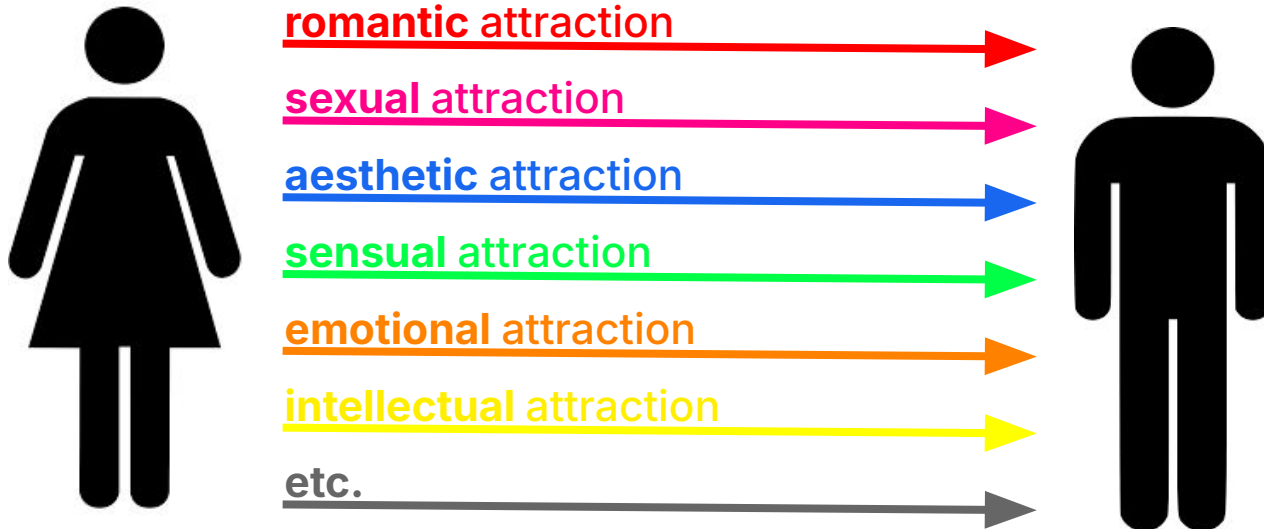 romantic attraction
sexual attraction
aesthetic attraction
sensual attraction
emotional attraction
intellectual attraction
etc.